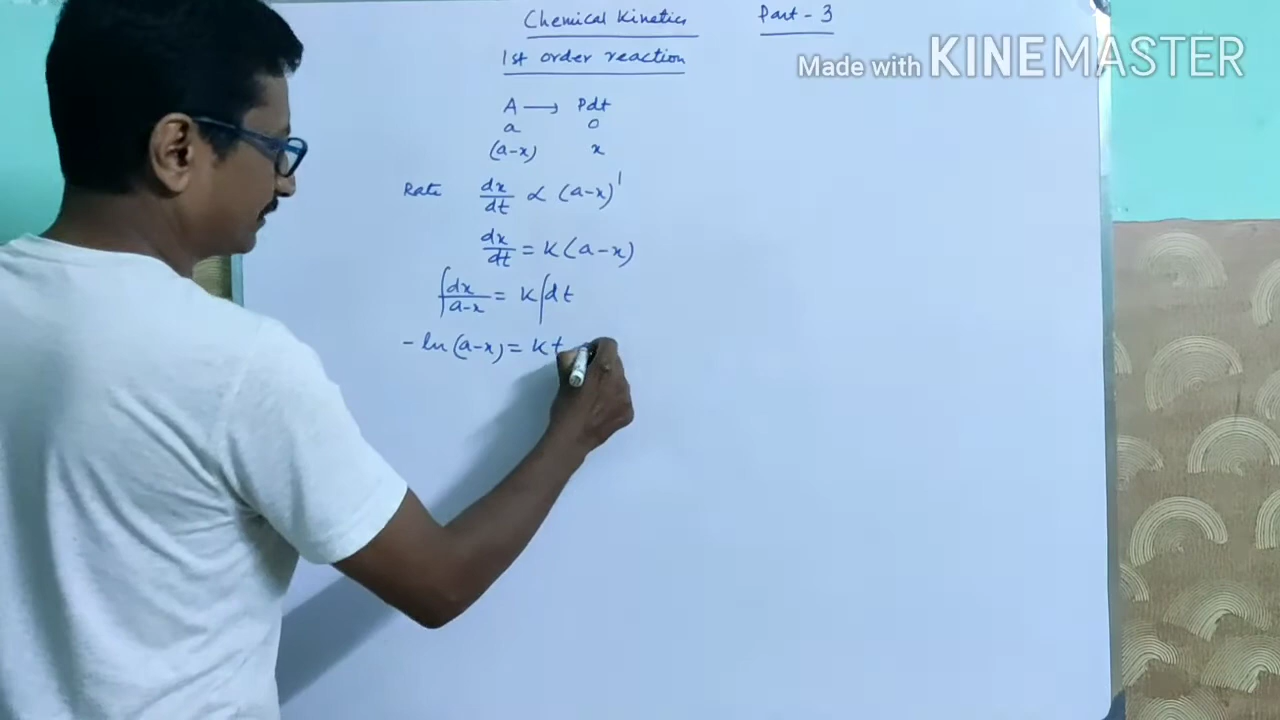 Chemical Kinetics Part - 3
Made with KINEMASTER
1st order reaction
A ⟶ Pdt
a 0
(a-x) x
Rate dx/dt ∝ (a-x)^1
dx/dt = K(a-x)
∫dx/a-x = K∫dt
-ln(a-x) = Kt